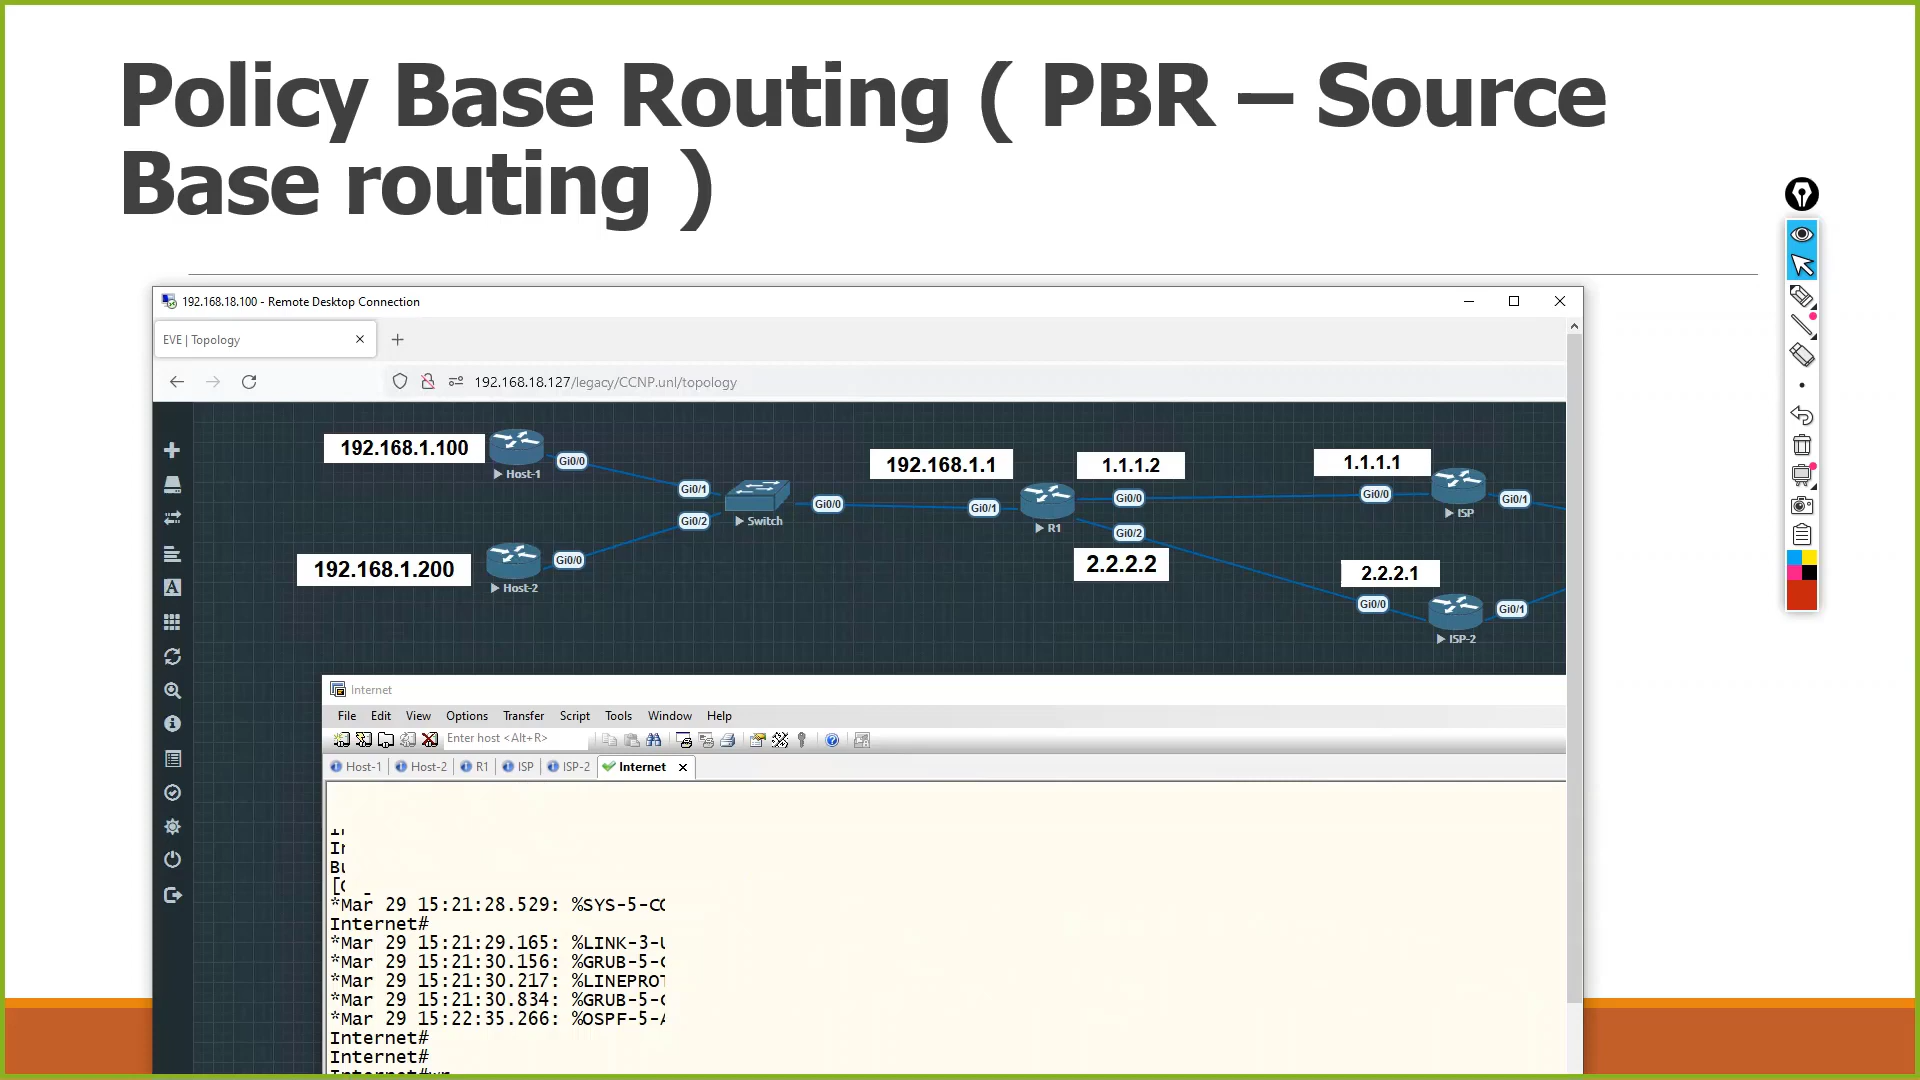 Policy Base Routing ( PBR – Source
Base routing )
192.168.18.100 - Remote Desktop Connection
EVE | Topology
192.168.18.127/legacy/CCNP.unl/topology
192.168.1.100
Gi0/0
Host-1
Gi0/1
192.168.1.1
1.1.1.2
1.1.1.1
Gi0/0
Gi0/1
Gi0/0
Gi0/0
Gi0/1
Switch
R1
ISP
Gi0/2
Gi0/2
192.168.1.200
Gi0/0
Host-2
2.2.2.2
2.2.2.1
Gi0/0
Gi0/1
ISP-2
Internet
File Edit View Options Transfer Script Tools Window Help
Enter host <Alt+R>
Host-1 Host-2 R1 ISP ISP-2 Internet
*Mar 29 15:21:28.529: %SYS-5-CO
Internet#
*Mar 29 15:21:29.165: %LINK-3-U
*Mar 29 15:21:30.156: %GRUB-5-C
*Mar 29 15:21:30.217: %LINEPROT
*Mar 29 15:21:30.834: %GRUB-5-C
*Mar 29 15:22:35.266: %OSPF-5-A
Internet#
Internet#
Internet#wr